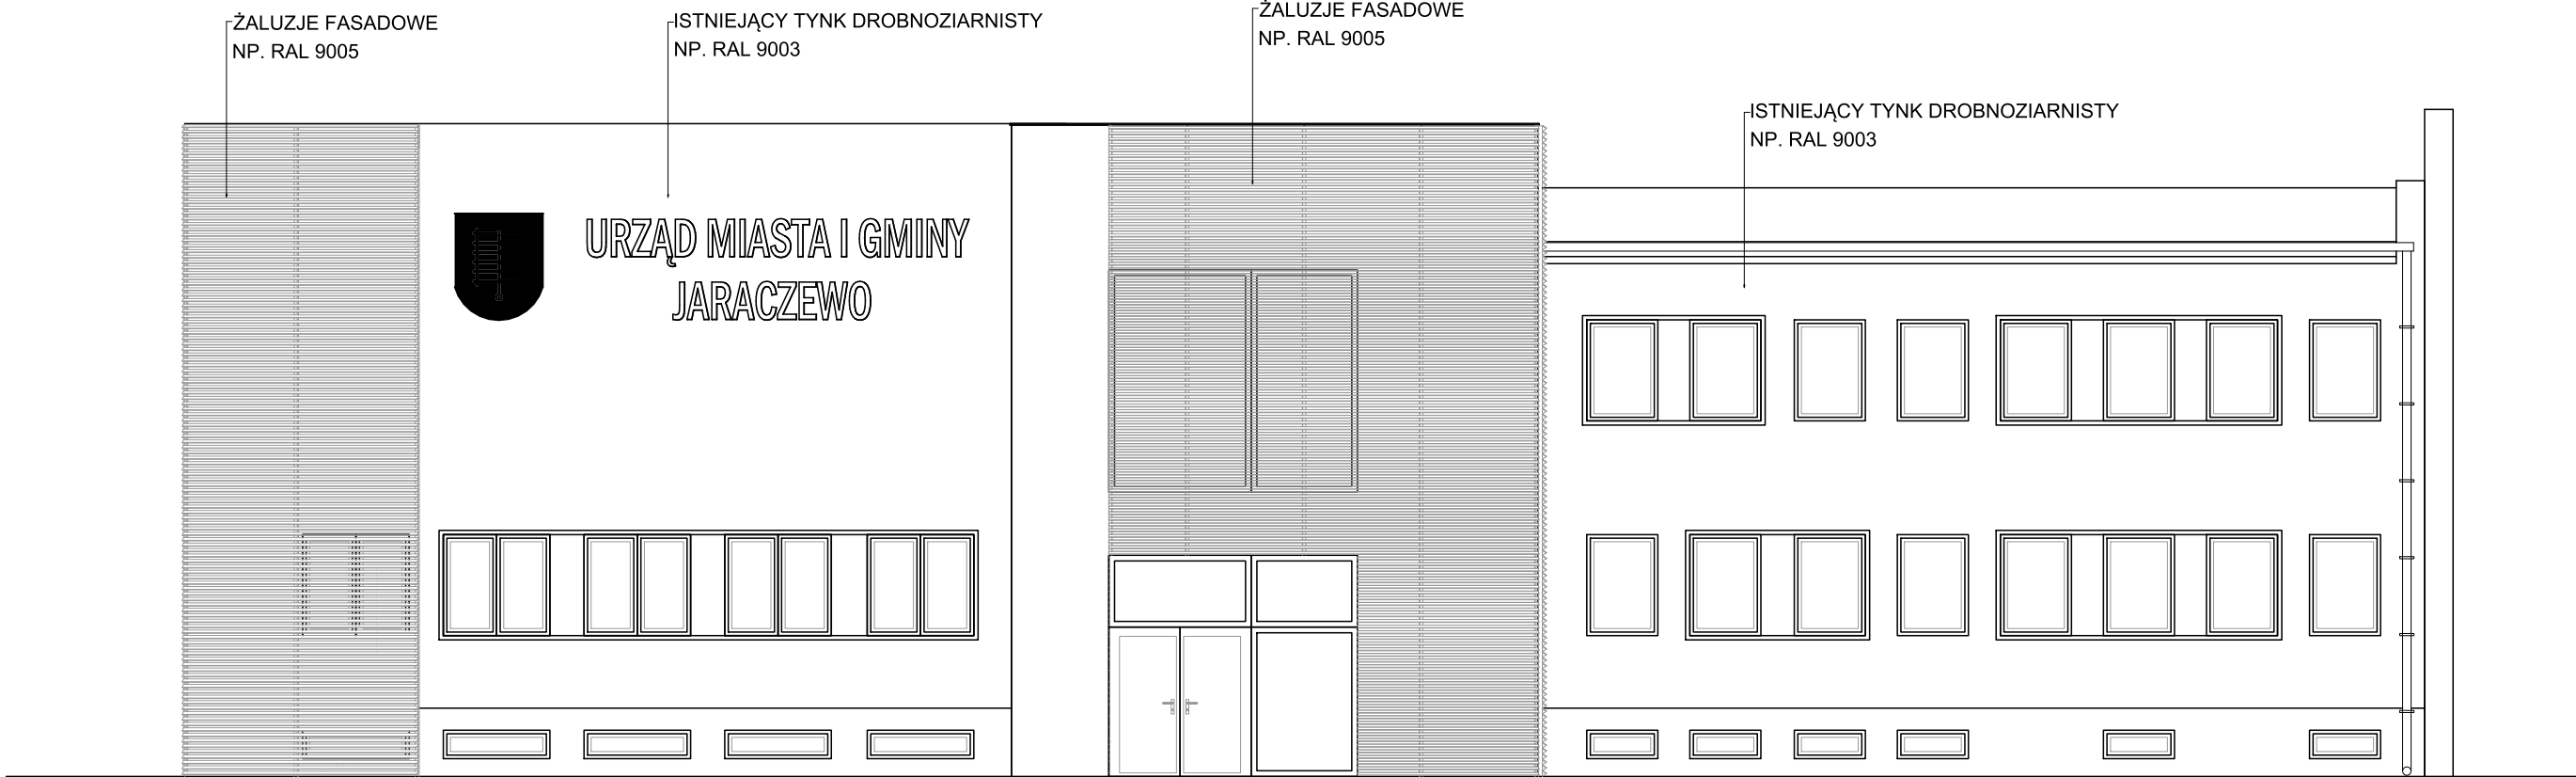 ŻALUZJE FASADOWE
NP. RAL 9005
ISTNIEJĄCY TYNK DROBNOZIARNISTY
NP. RAL 9003
ŻALUZJE FASADOWE
NP. RAL 9005
ISTNIEJĄCY TYNK DROBNOZIARNISTY
NP. RAL 9003
URZĄD MIASTA I GMINY
JARACZEWO